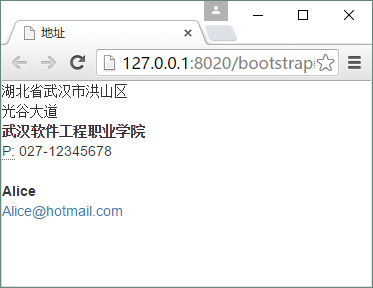 地址
127.0.0.1:8020/bootstrap
湖北省武汉市洪山区
光谷大道
武汉软件工程职业学院
P: 027-12345678
Alice
Alice@hotmail.com